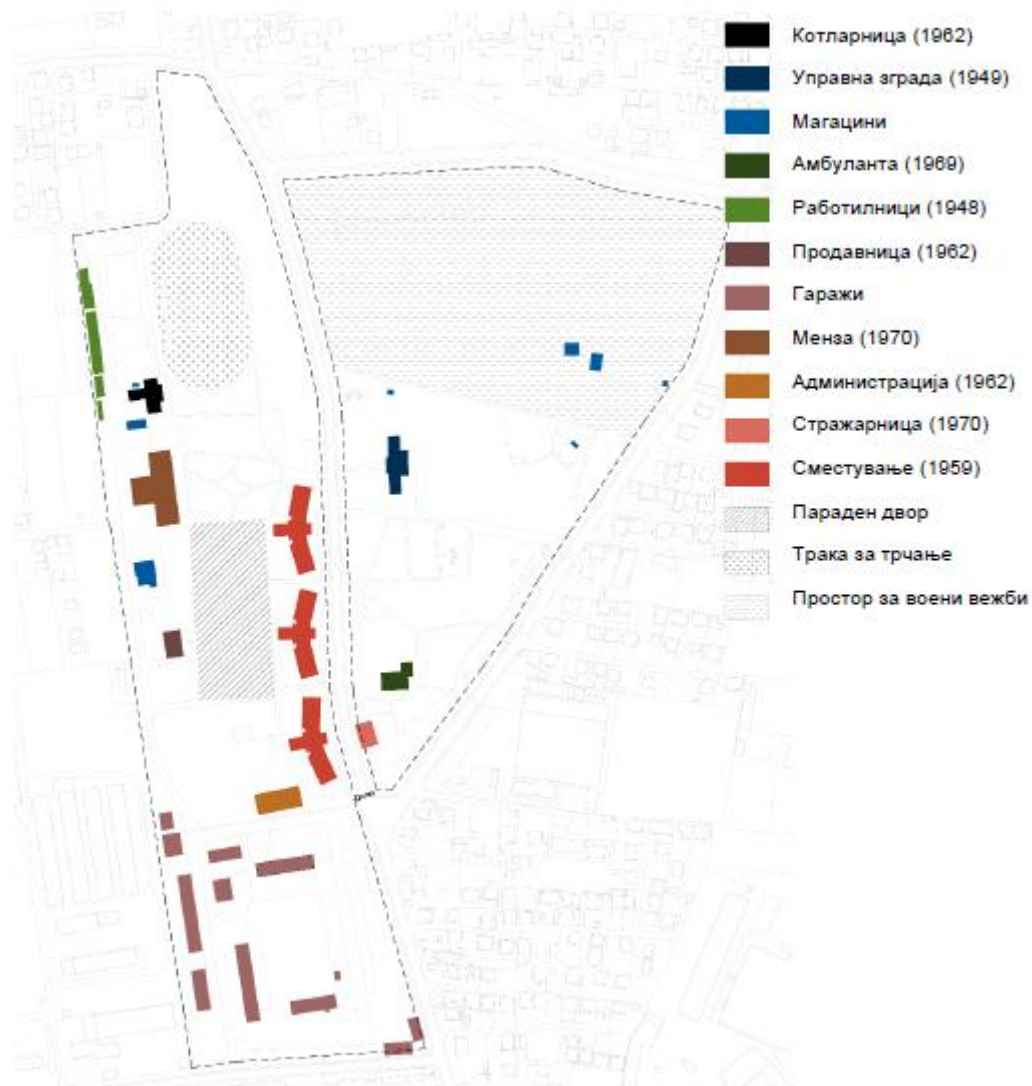 Котларница (1962)
Управна зграда (1949)
Магацини
Амбуланта (1969)
Работилници (1948)
Продавница (1962)
Гаражи
Менза (1970)
Администрација (1962)
Стражарница (1970)
Сместување (1959)
Параден двор
Трака за трчање
Простор за воени вежби